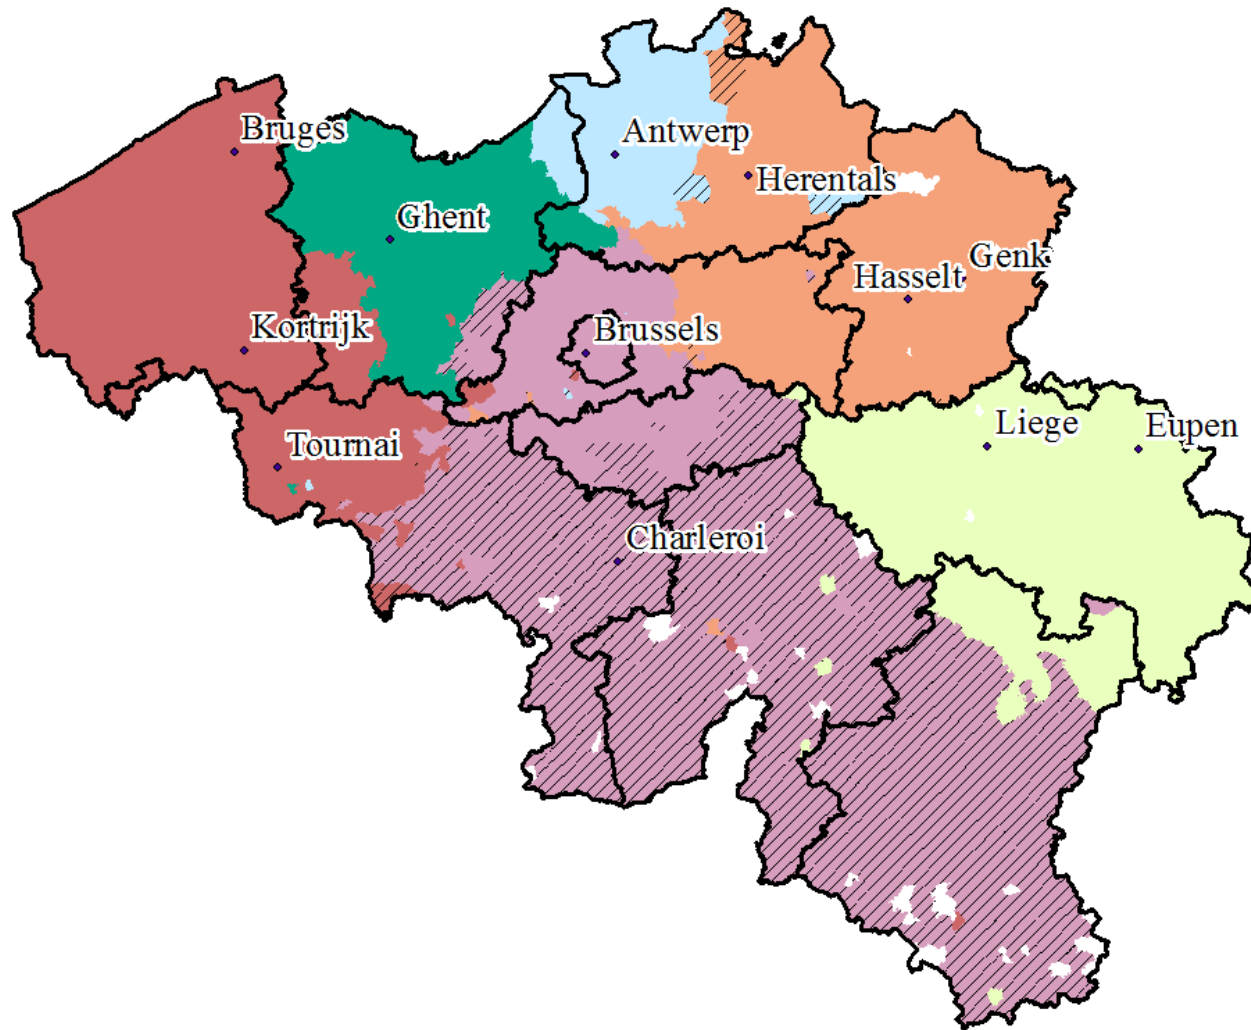 Bruges
Antwerp
Herentals
Ghent
Genk
Hasselt
Kortrijk
Brussels
Tournai
Liege
Eupen
Charleroi